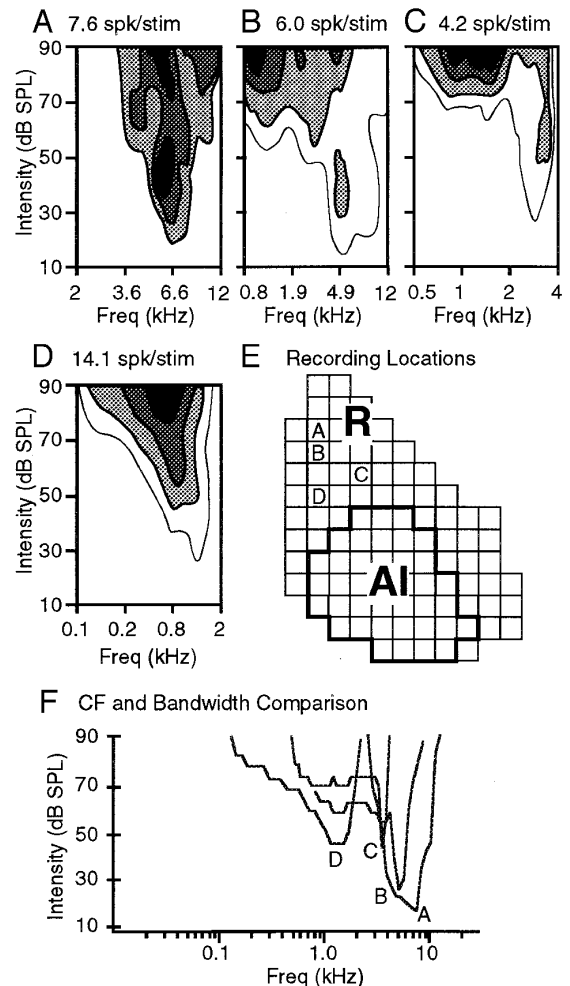 A 7.6 spk/stim
B 6.0 spk/stim
C 4.2 spk/stim
Intensity (dB SPL)
90
70
50
30
10
2 3.6 6.6 12
Freq (kHz)
0.8 1.9 4.9 12
Freq (kHz)
0.5 1 2 4
Freq (kHz)
D 14.1 spk/stim
Intensity (dB SPL)
90
70
50
30
10
0.1 0.2 0.8 2
Freq (kHz)
E Recording Locations
R
A
B
C
D
AI
F CF and Bandwidth Comparison
Intensity (dB SPL)
90
70
50
30
10
D
C
B
A
0.1 1.0 10
Freq (kHz)